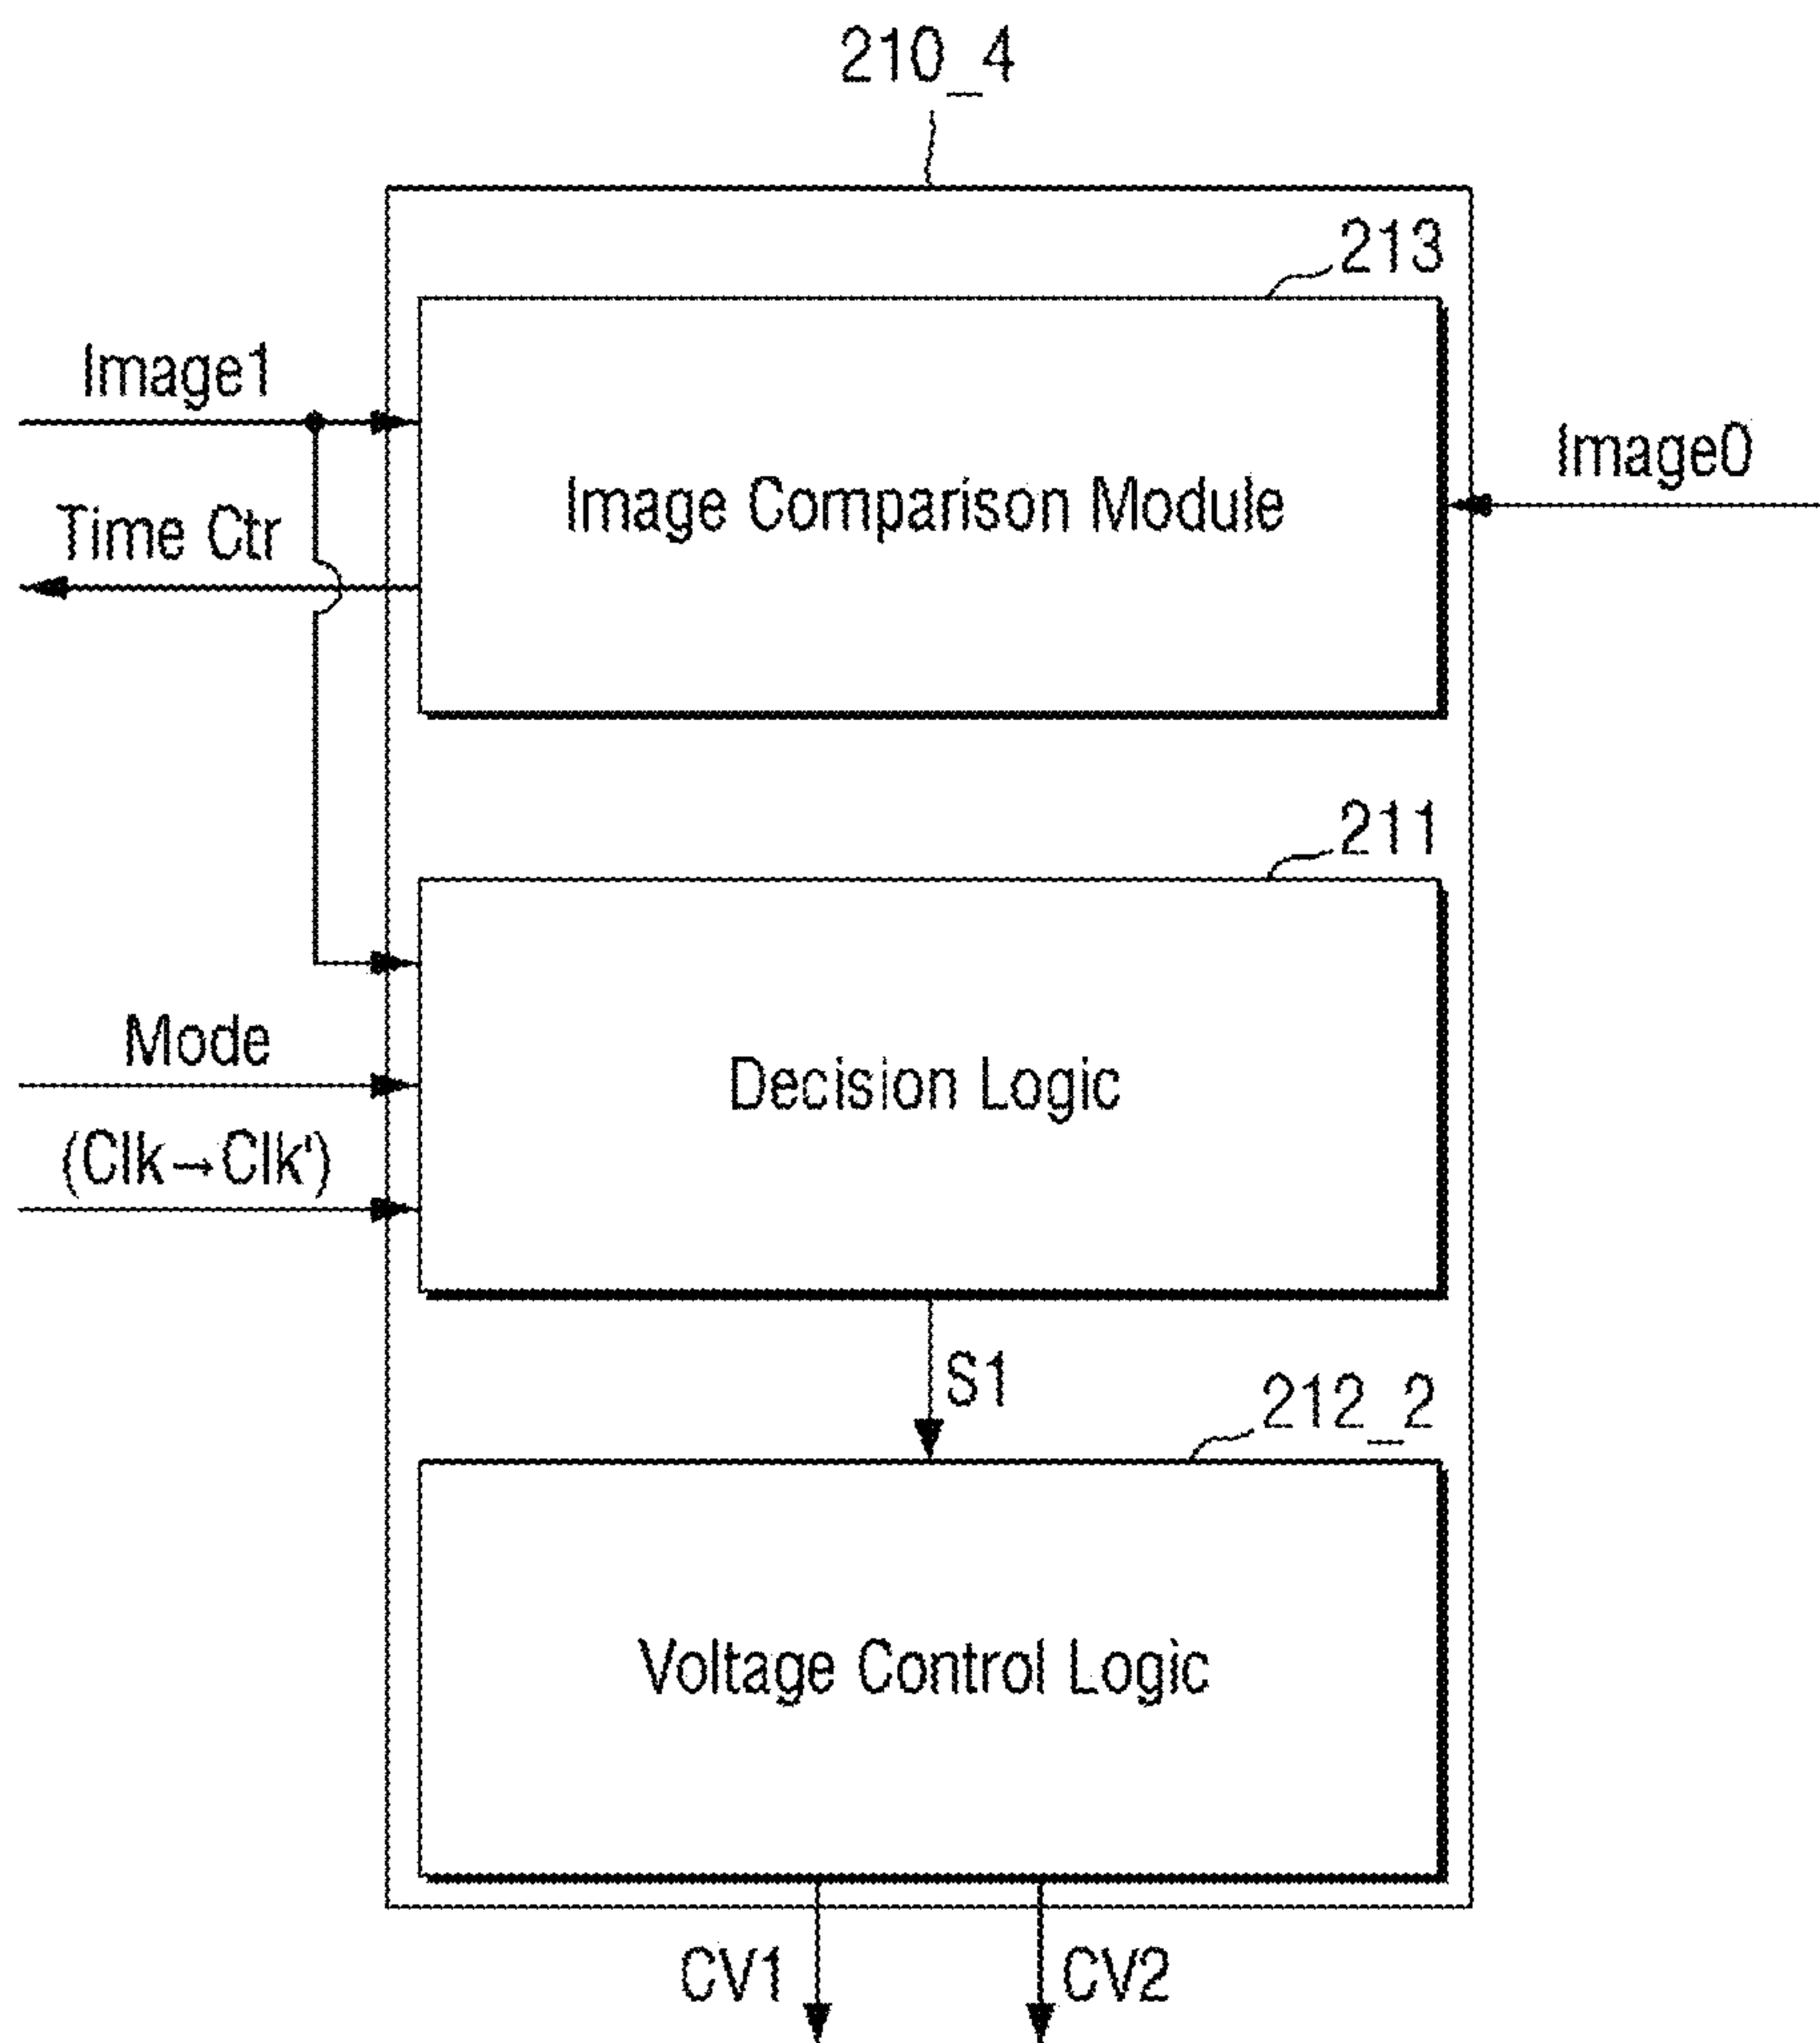 210_4
213
Image1
Image0
Time Ctr
Image Comparison Module
211
Mode
Decision Logic
(Clk→Clk')
S1
212_2
Voltage Control Logic
CV1
CV2